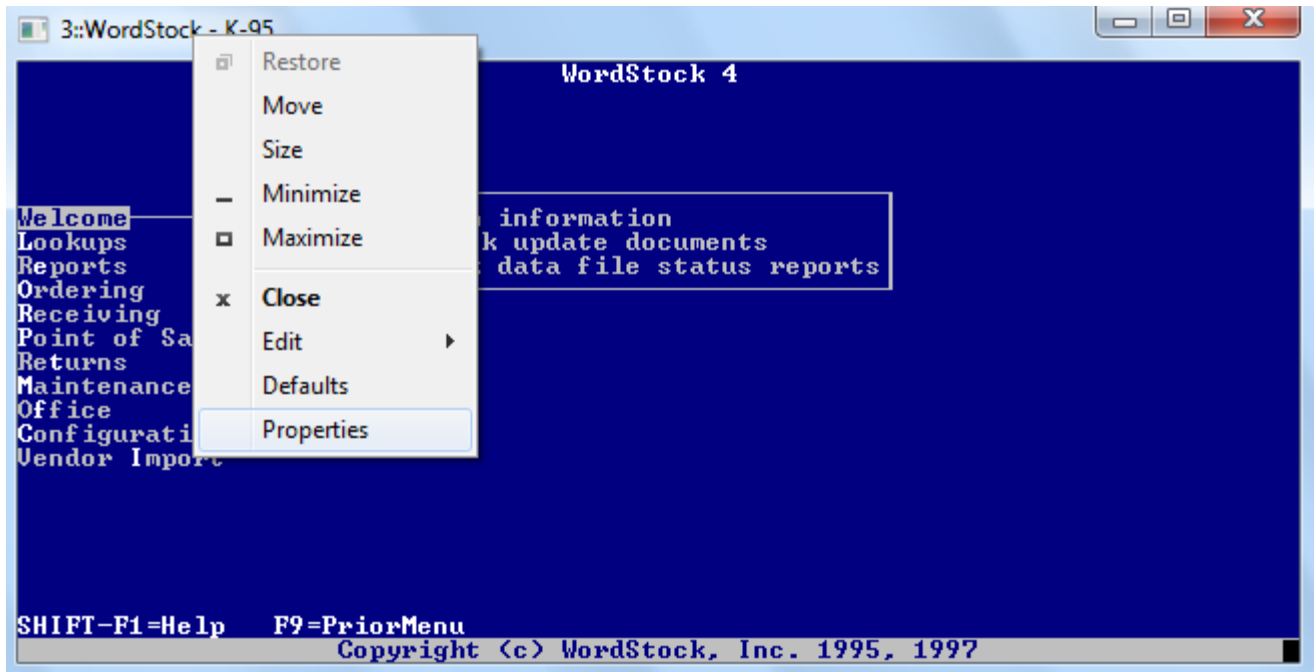 3::WordStock - K-95
WordStock 4
Restore
Move
Size
Minimize
Maximize
Close
Edit
Defaults
Properties
Welcome
Lookups
Reports
Ordering
Receiving
Point of Sa
Returns
Maintenance
Office
Configurati
Vendor Import
information
k update documents
data file status reports
SHIFT-F1=Help F9=PriorMenu
Copyright (c) WordStock, Inc. 1995, 1997